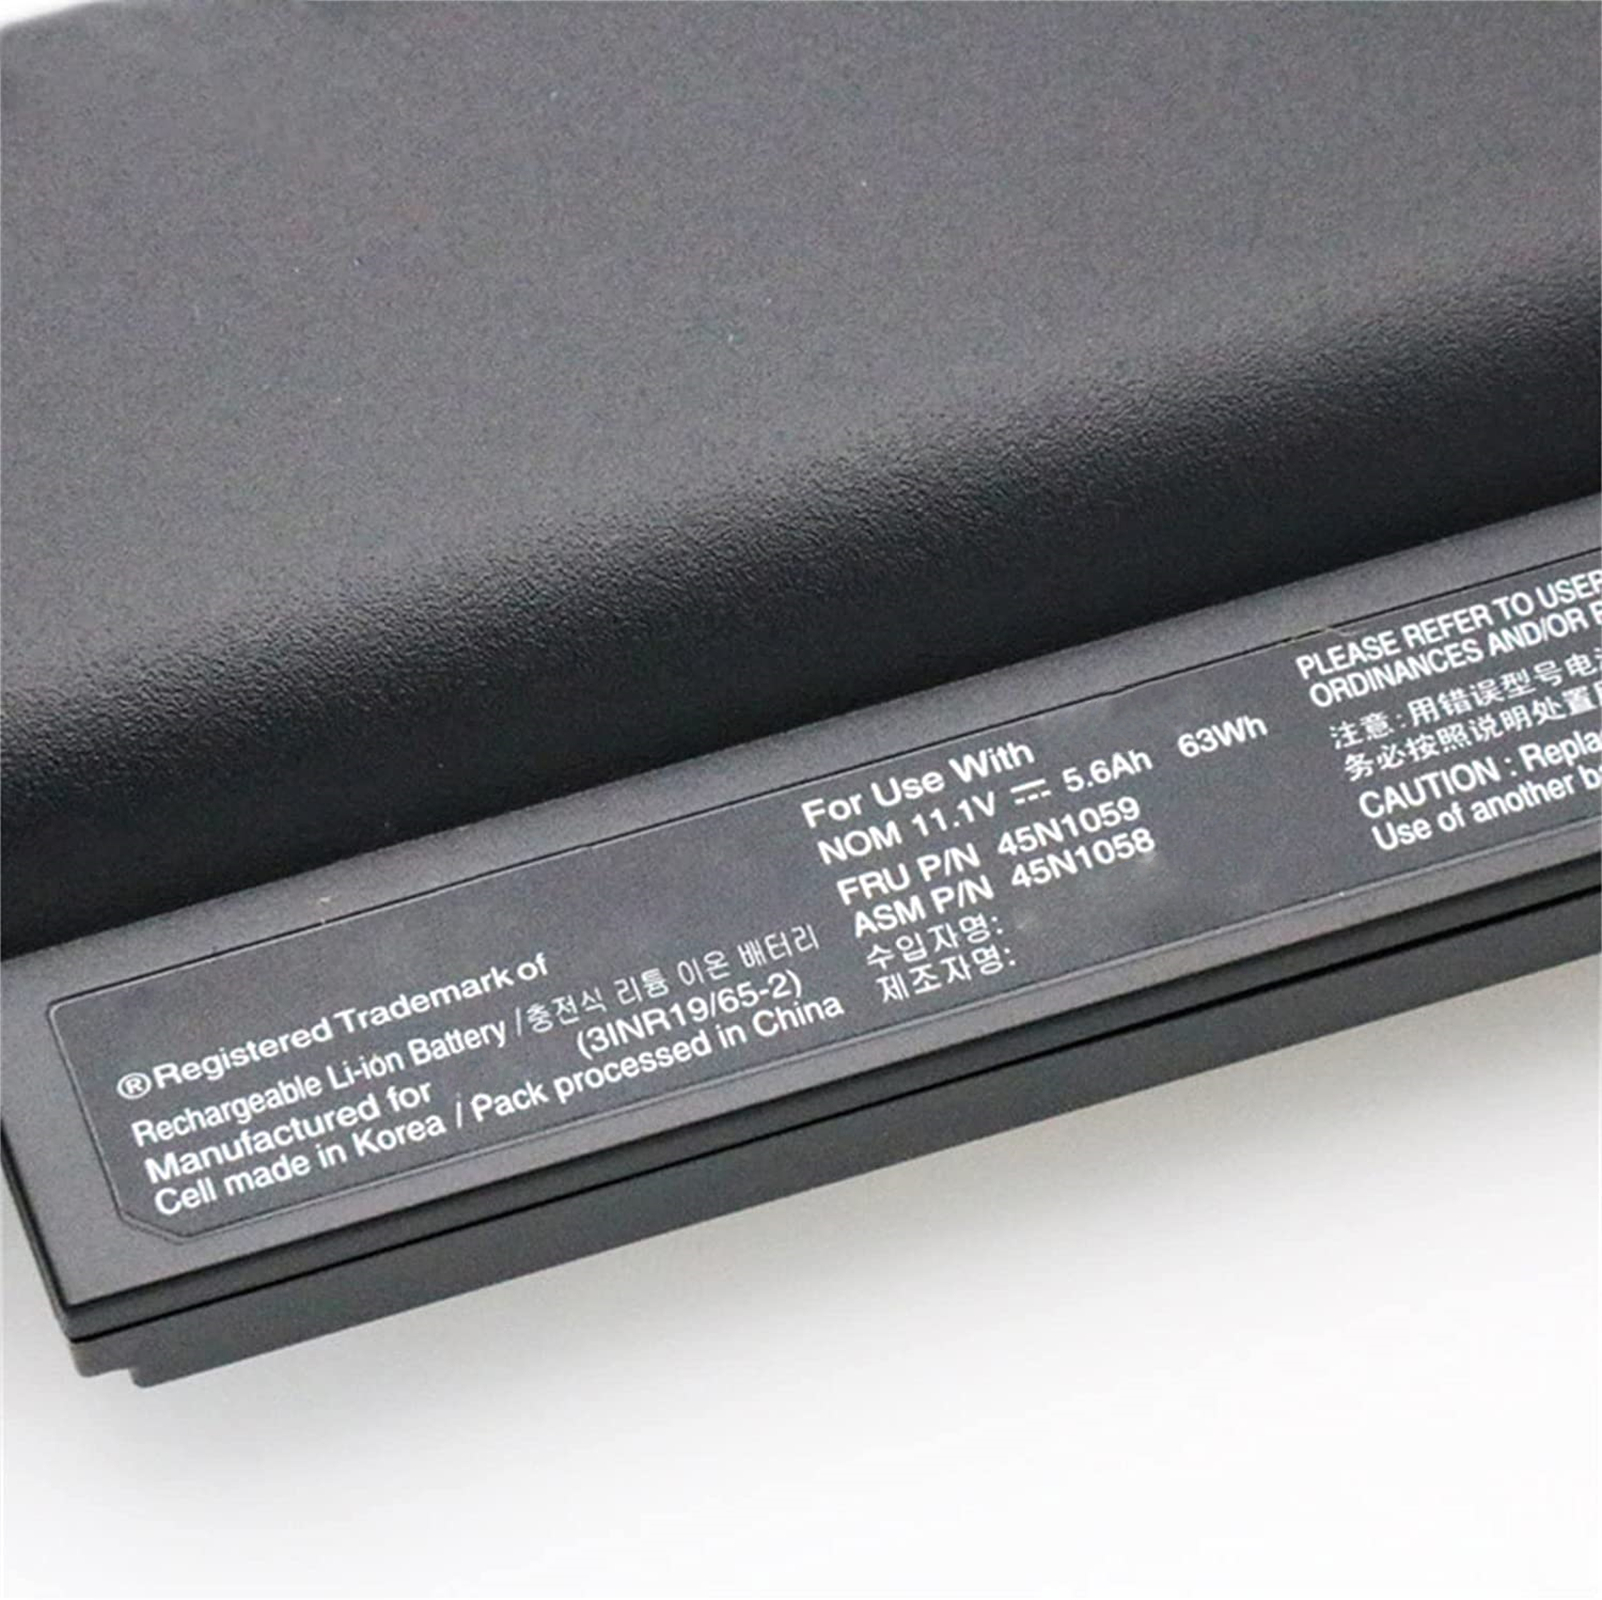 ®Registered Trademark of
Rechargeable Li-ion Battery / 충전식 리튬 이온 배터리
(3INR19/65-2)
Manufactured for
Cell made in Korea / Pack processed in China
For Use With
NOM 11.1V ⎓ 5.6Ah 63Wh
FRU P/N 45N1059
ASM P/N 45N1058
수입자명:
제조자명:
PLEASE REFER TO USER
ORDINANCES AND/OR
注意:用错误型号电
务必按照说明处置
CAUTION : Repla
Use of another b